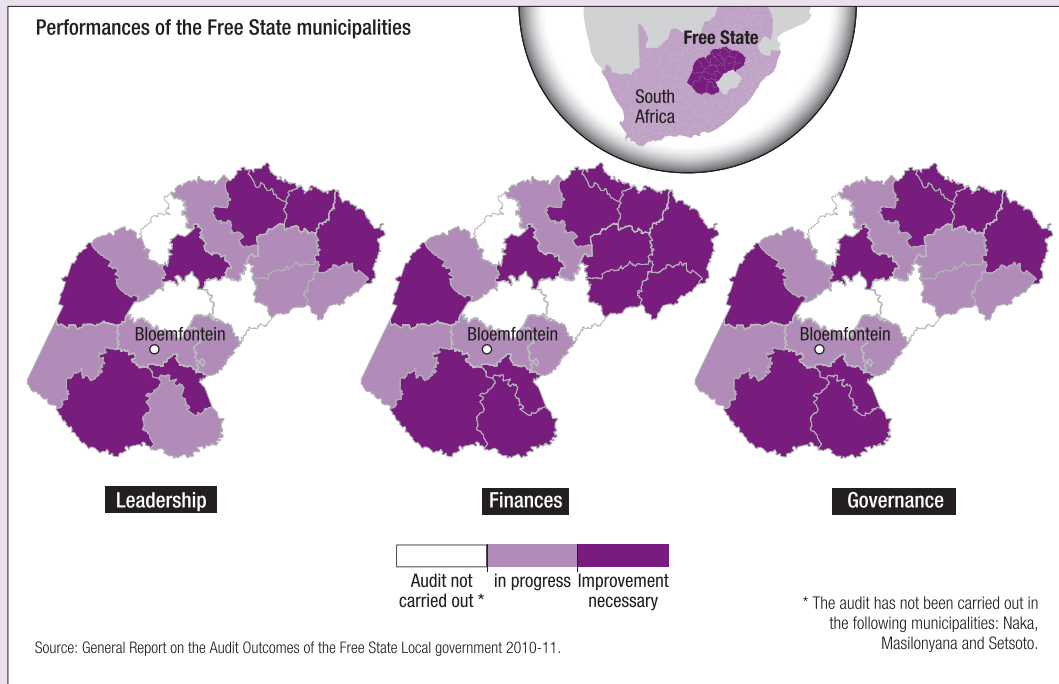 Performances of the Free State municipalities
Free State
South
Africa
Bloemfontein
Bloemfontein
Bloemfontein
Leadership
Finances
Governance
Audit not
carried out *
in progress
Improvement
necessary
* The audit has not been carried out in
the following municipalities: Naka,
Masilonyana and Setsoto.
Source: General Report on the Audit Outcomes of the Free State Local government 2010-11.